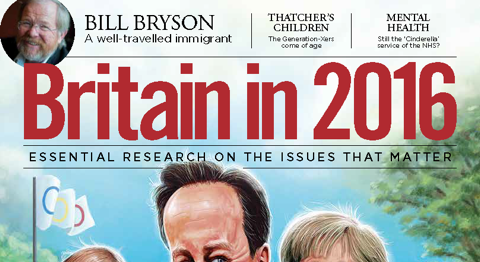 BILL BRYSON
A well-travelled immigrant
THATCHER'S
CHILDREN
The Generation-Xers
come of age
MENTAL
HEALTH
Still the 'Cinderella'
service of the NHS?
Britain in 2016
ESSENTIAL RESEARCH ON THE ISSUES THAT MATTER